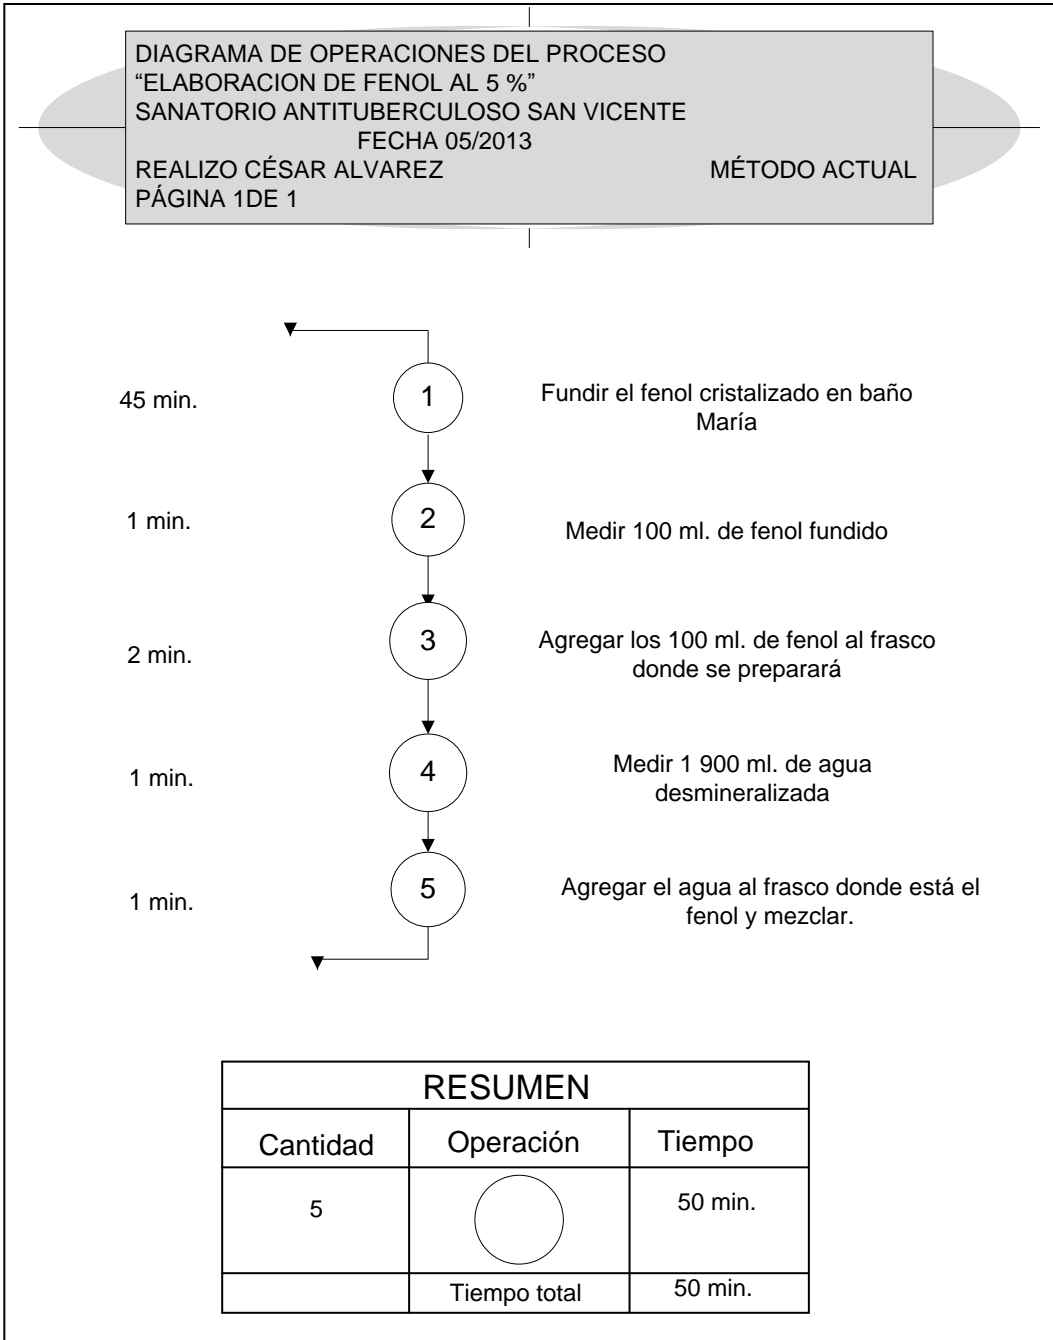 DIAGRAMA DE OPERACIONES DEL PROCESO
“ELABORACION DE FENOL AL 5 %”
SANATORIO ANTITUBERCULOSO SAN VICENTE
FECHA 05/2013
REALIZO CÉSAR ALVAREZ MÉTODO ACTUAL
PÁGINA 1DE 1
45 min. 1 Fundir el fenol cristalizado en baño
María
1 min. 2 Medir 100 ml. de fenol fundido
2 min. 3 Agregar los 100 ml. de fenol al frasco
donde se preparará
1 min. 4 Medir 1 900 ml. de agua
desmineralizada
1 min. 5 Agregar el agua al frasco donde está el
fenol y mezclar.
RESUMEN
Cantidad Operación Tiempo
5 50 min.
Tiempo total 50 min.